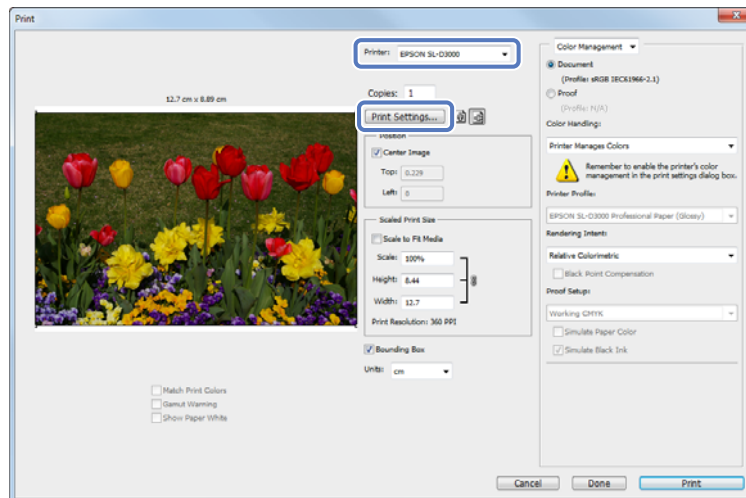 Print
12.7 cm x 8.89 cm
Match Print Colors
Gamut Warning
Show Paper White
Printer: EPSON SL-D3000
Copies: 1
Print Settings...
Position
Center Image
Top: 0.229
Left: 0
Scaled Print Size
Scale to Fit Media
Scale: 100%
Height: 8.44
Width: 12.7
Print Resolution: 360 PPI
Bounding Box
Units: cm
Color Management
Document
(Profile: sRGB IEC61966-2.1)
Proof
(Profile: N/A)
Color Handling:
Printer Manages Colors
Remember to enable the printer's color
management in the print settings dialog box.
Printer Profile:
EPSON SL-D3000 Professional Paper (Glossy)
Rendering Intent:
Relative Colorimetric
Black Point Compensation
Proof Setup:
Working CMYK
Simulate Paper Color
Simulate Black Ink
Cancel
Done
Print